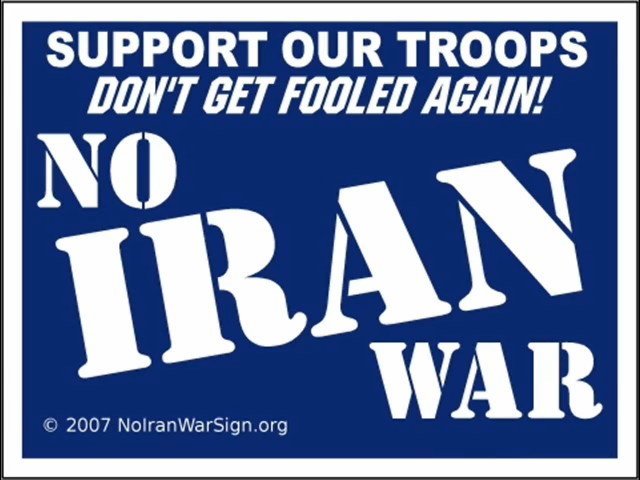 SUPPORT OUR TROOPS
DON'T GET FOOLED AGAIN!
NO
IRAN
WAR
© 2007 NoIranWarSign.org